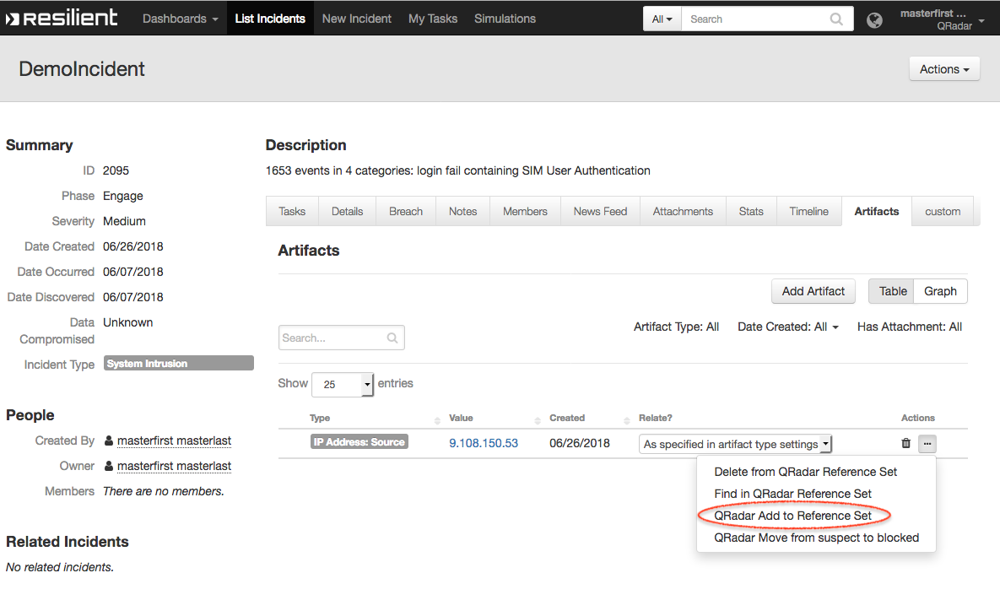 resilient Dashboards List Incidents New Incident My Tasks Simulations All Search masterfirst ...
QRadar
DemoIncident Actions
Summary
ID 2095
Phase Engage
Severity Medium
Date Created 06/26/2018
Date Occurred 06/07/2018
Date Discovered 06/07/2018
Data Unknown
Compromised
Incident Type System Intrusion
People
Created By masterfirst masterlast
Owner masterfirst masterlast
Members There are no members.
Related Incidents
No related incidents.
Description
1653 events in 4 categories: login fail containing SIM User Authentication
Tasks Details Breach Notes Members News Feed Attachments Stats Timeline Artifacts custom
Artifacts
Add Artifact Table Graph
Artifact Type: All Date Created: All Has Attachment: All
Search...
Show 25 entries
Type Value Created Relate? Actions
IP Address: Source 9.108.150.53 06/26/2018 As specified in artifact type settings ...
Delete from QRadar Reference Set
Find in QRadar Reference Set
QRadar Add to Reference Set
QRadar Move from suspect to blocked